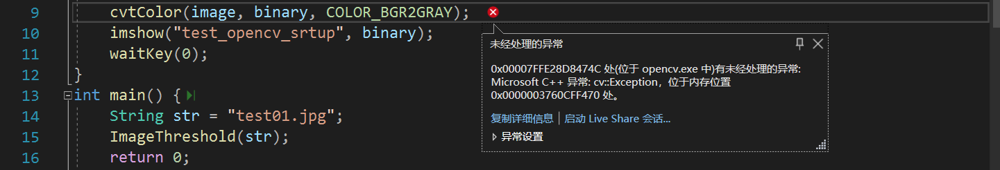 9 cvtColor(image, binary, COLOR_BGR2GRAY);
10 imshow("test_opencv_srtup", binary);
11 waitKey(0);
12 }
13 int main() {
14 String str = "test01.jpg";
15 ImageThreshold(str);
16 return 0;
未经处理的异常
0x00007FFE28D8474C 处(位于 opencv.exe 中)有未经处理的异常:
Microsoft C++ 异常: cv::Exception，位于内存位置
0x0000003760CFF470 处。
复制详细信息 | 启动 Live Share 会话...
异常设置